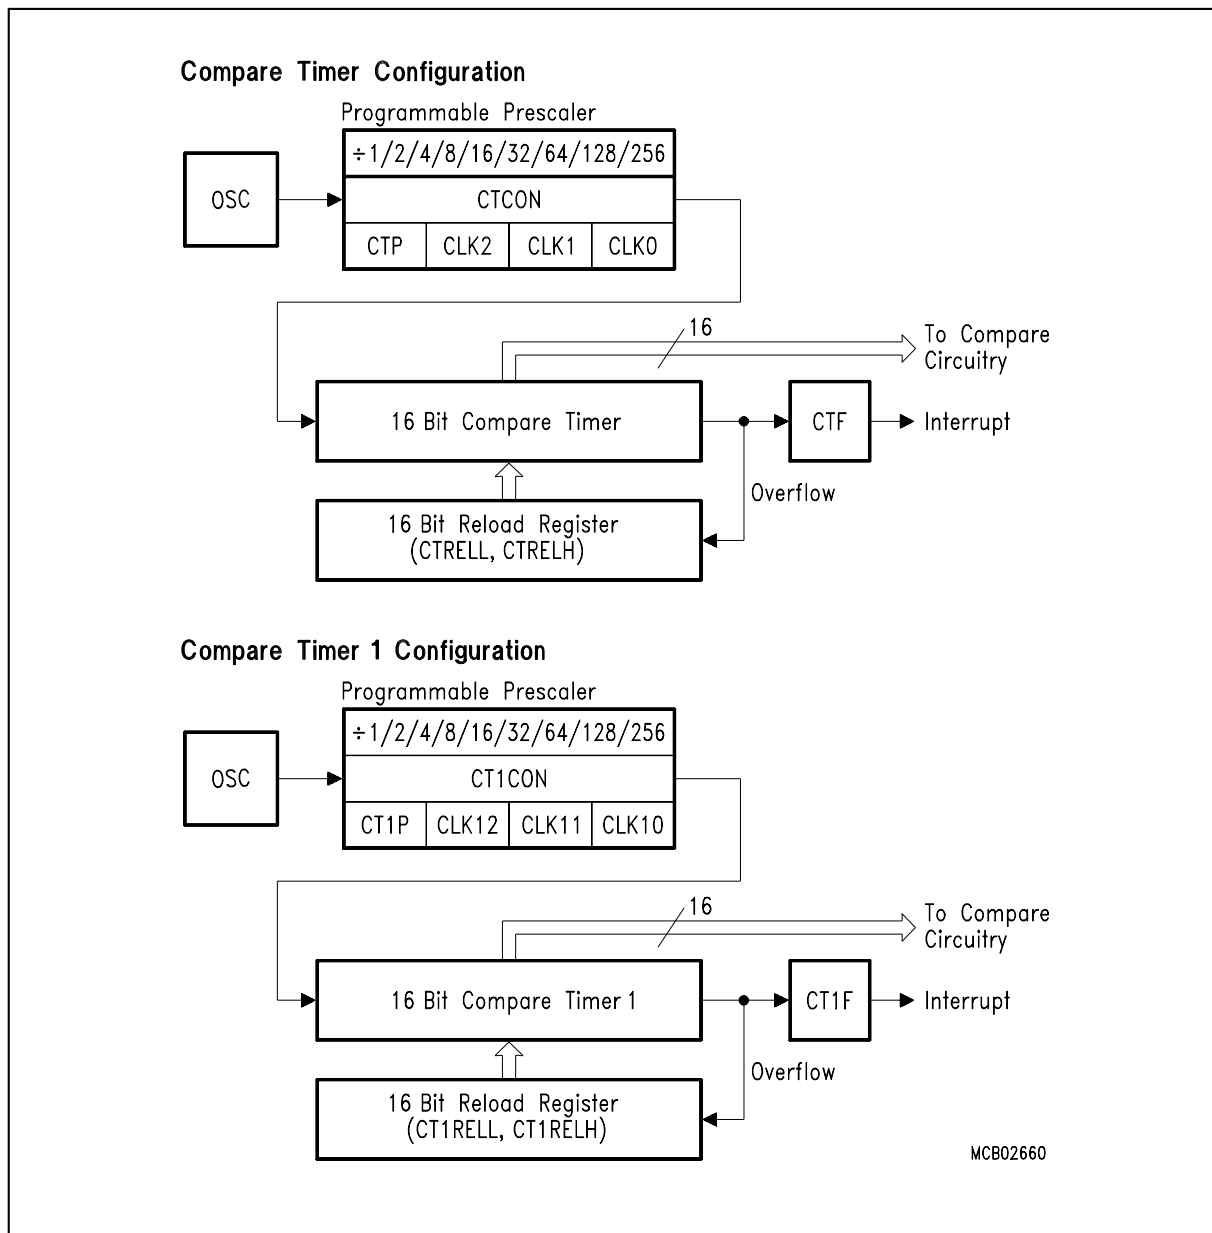 Compare Timer Configuration
Programmable Prescaler
÷1/2/4/8/16/32/64/128/256
OSC
CTCON
CTP CLK2 CLK1 CLK0
16
To Compare
Circuitry
16 Bit Compare Timer
CTF
Interrupt
Overflow
16 Bit Reload Register
(CTRELL, CTRELH)
Compare Timer 1 Configuration
Programmable Prescaler
÷1/2/4/8/16/32/64/128/256
OSC
CT1CON
CT1P CLK12 CLK11 CLK10
16
To Compare
Circuitry
16 Bit Compare Timer 1
CT1F
Interrupt
Overflow
16 Bit Reload Register
(CT1RELL, CT1RELH)
MCB02660